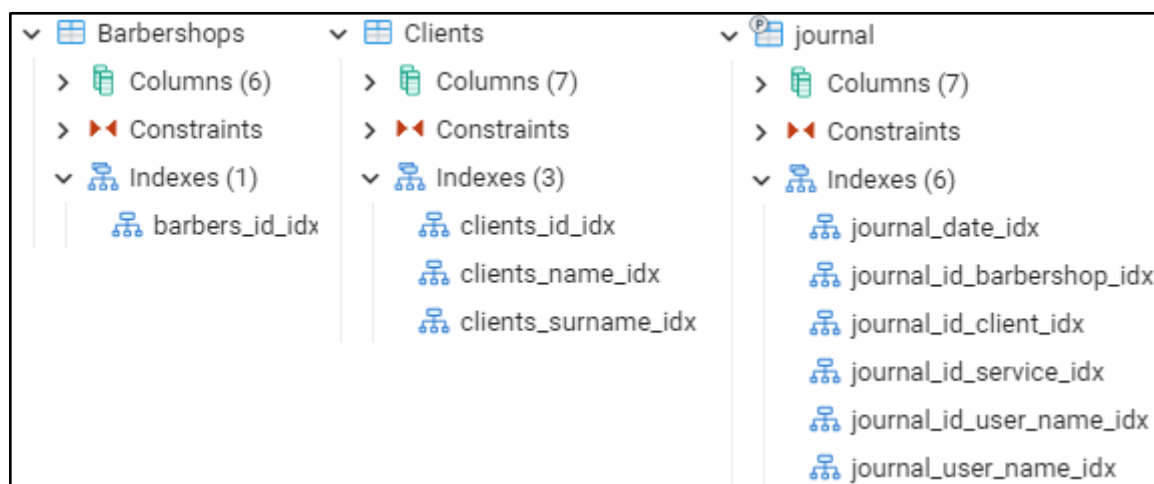 Barbershops
Columns (6)
Constraints
Indexes (1)
barbers_id_idx
Clients
Columns (7)
Constraints
Indexes (3)
clients_id_idx
clients_name_idx
clients_surname_idx
P
journal
Columns (7)
Constraints
Indexes (6)
journal_date_idx
journal_id_barbershop_idx
journal_id_client_idx
journal_id_service_idx
journal_id_user_name_idx
journal_user_name_idx